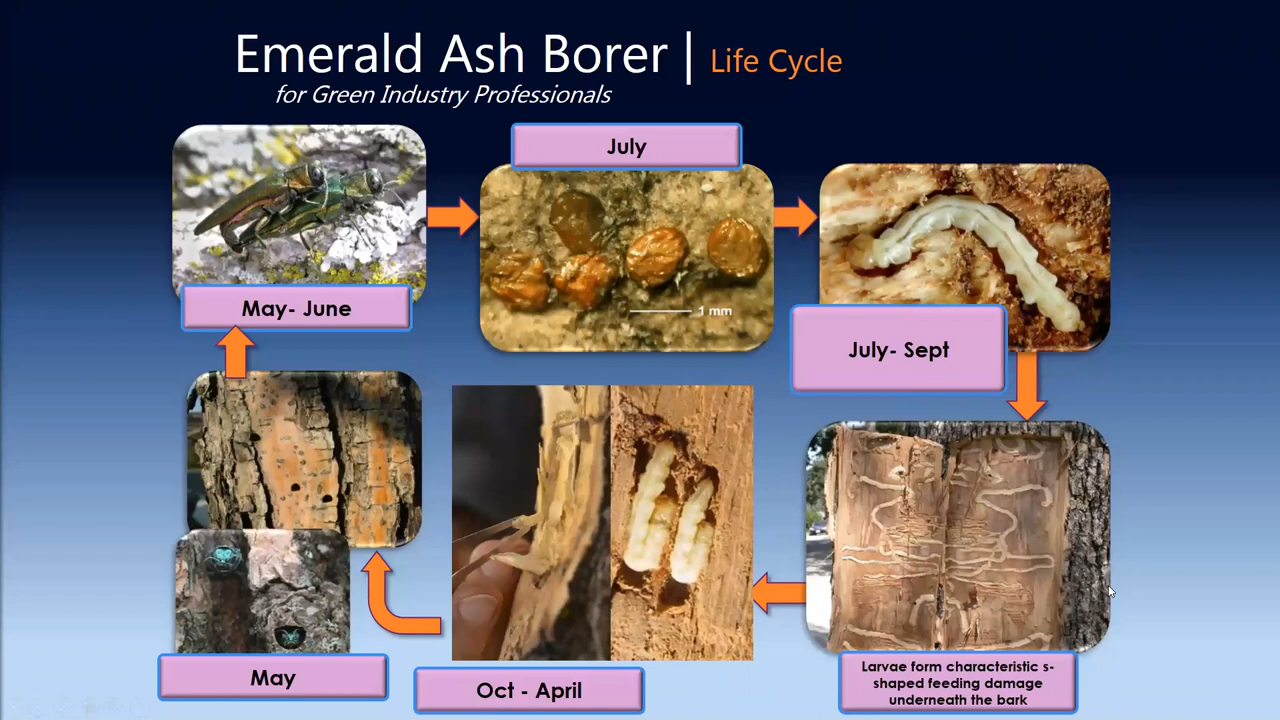 Emerald Ash Borer | Life Cycle
for Green Industry Professionals
July
May- June
1 mm
July- Sept
May
Oct - April
Larvae form characteristic s-
shaped feeding damage
underneath the bark